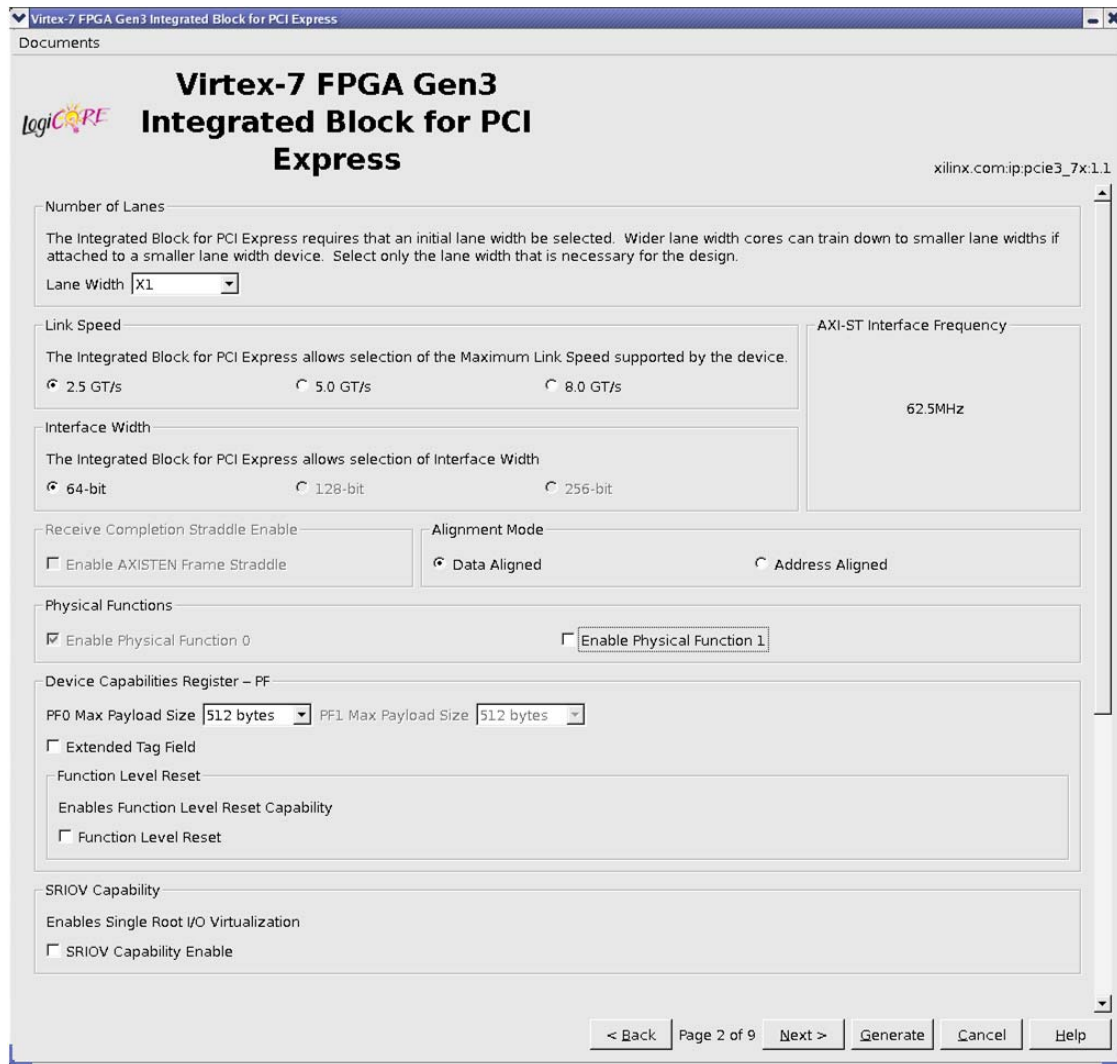 Virtex-7 FPGA Gen3 Integrated Block for PCI Express
Documents
LogiCORE
Virtex-7 FPGA Gen3
Integrated Block for PCI
Express
xilinx.com:ip:pcie3_7x:1.1
Number of Lanes
The Integrated Block for PCI Express requires that an initial lane width be selected. Wider lane width cores can train down to smaller lane widths if
attached to a smaller lane width device. Select only the lane width that is necessary for the design.
Lane Width X1
Link Speed
The Integrated Block for PCI Express allows selection of the Maximum Link Speed supported by the device.
2.5 GT/s 5.0 GT/s 8.0 GT/s
AXI-ST Interface Frequency
62.5MHz
Interface Width
The Integrated Block for PCI Express allows selection of Interface Width
64-bit 128-bit 256-bit
Receive Completion Straddle Enable
Enable AXISTEN Frame Straddle
Alignment Mode
Data Aligned Address Aligned
Physical Functions
Enable Physical Function 0 Enable Physical Function 1
Device Capabilities Register – PF
PF0 Max Payload Size 512 bytes PF1 Max Payload Size 512 bytes
Extended Tag Field
Function Level Reset
Enables Function Level Reset Capability
Function Level Reset
SRIOV Capability
Enables Single Root I/O Virtualization
SRIOV Capability Enable
< Back Page 2 of 9 Next > Generate Cancel Help